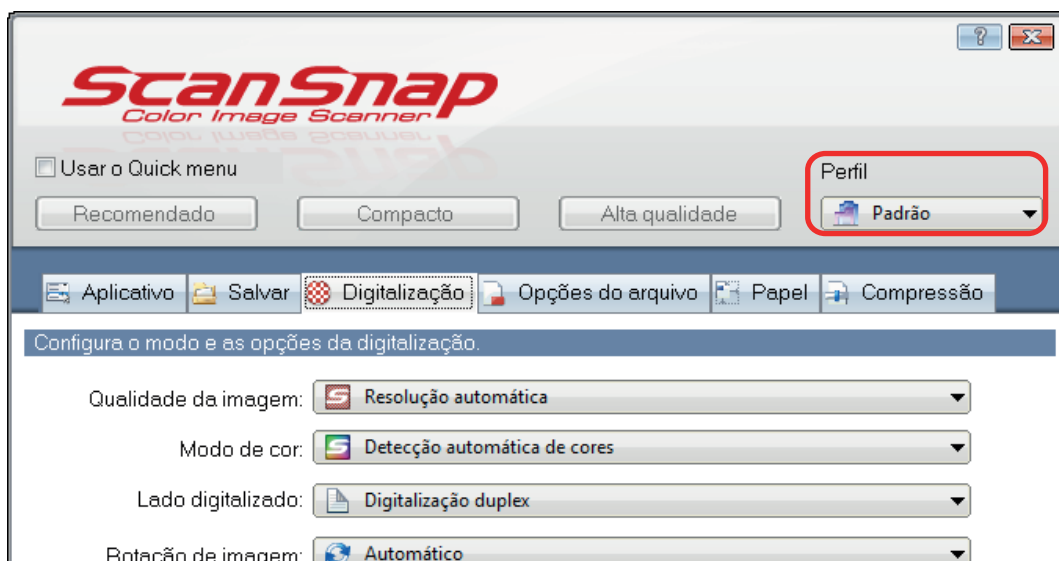 ScanSnap
Color Image Scanner
Usar o Quick menu
Perfil
Recomendado Compacto Alta qualidade Padrão
Aplicativo Salvar Digitalização Opções do arquivo Papel Compressão
Configura o modo e as opções da digitalização.
Qualidade da imagem: Resolução automática
Modo de cor: Detecção automática de cores
Lado digitalizado: Digitalização duplex
Rotação de imagem: Automático